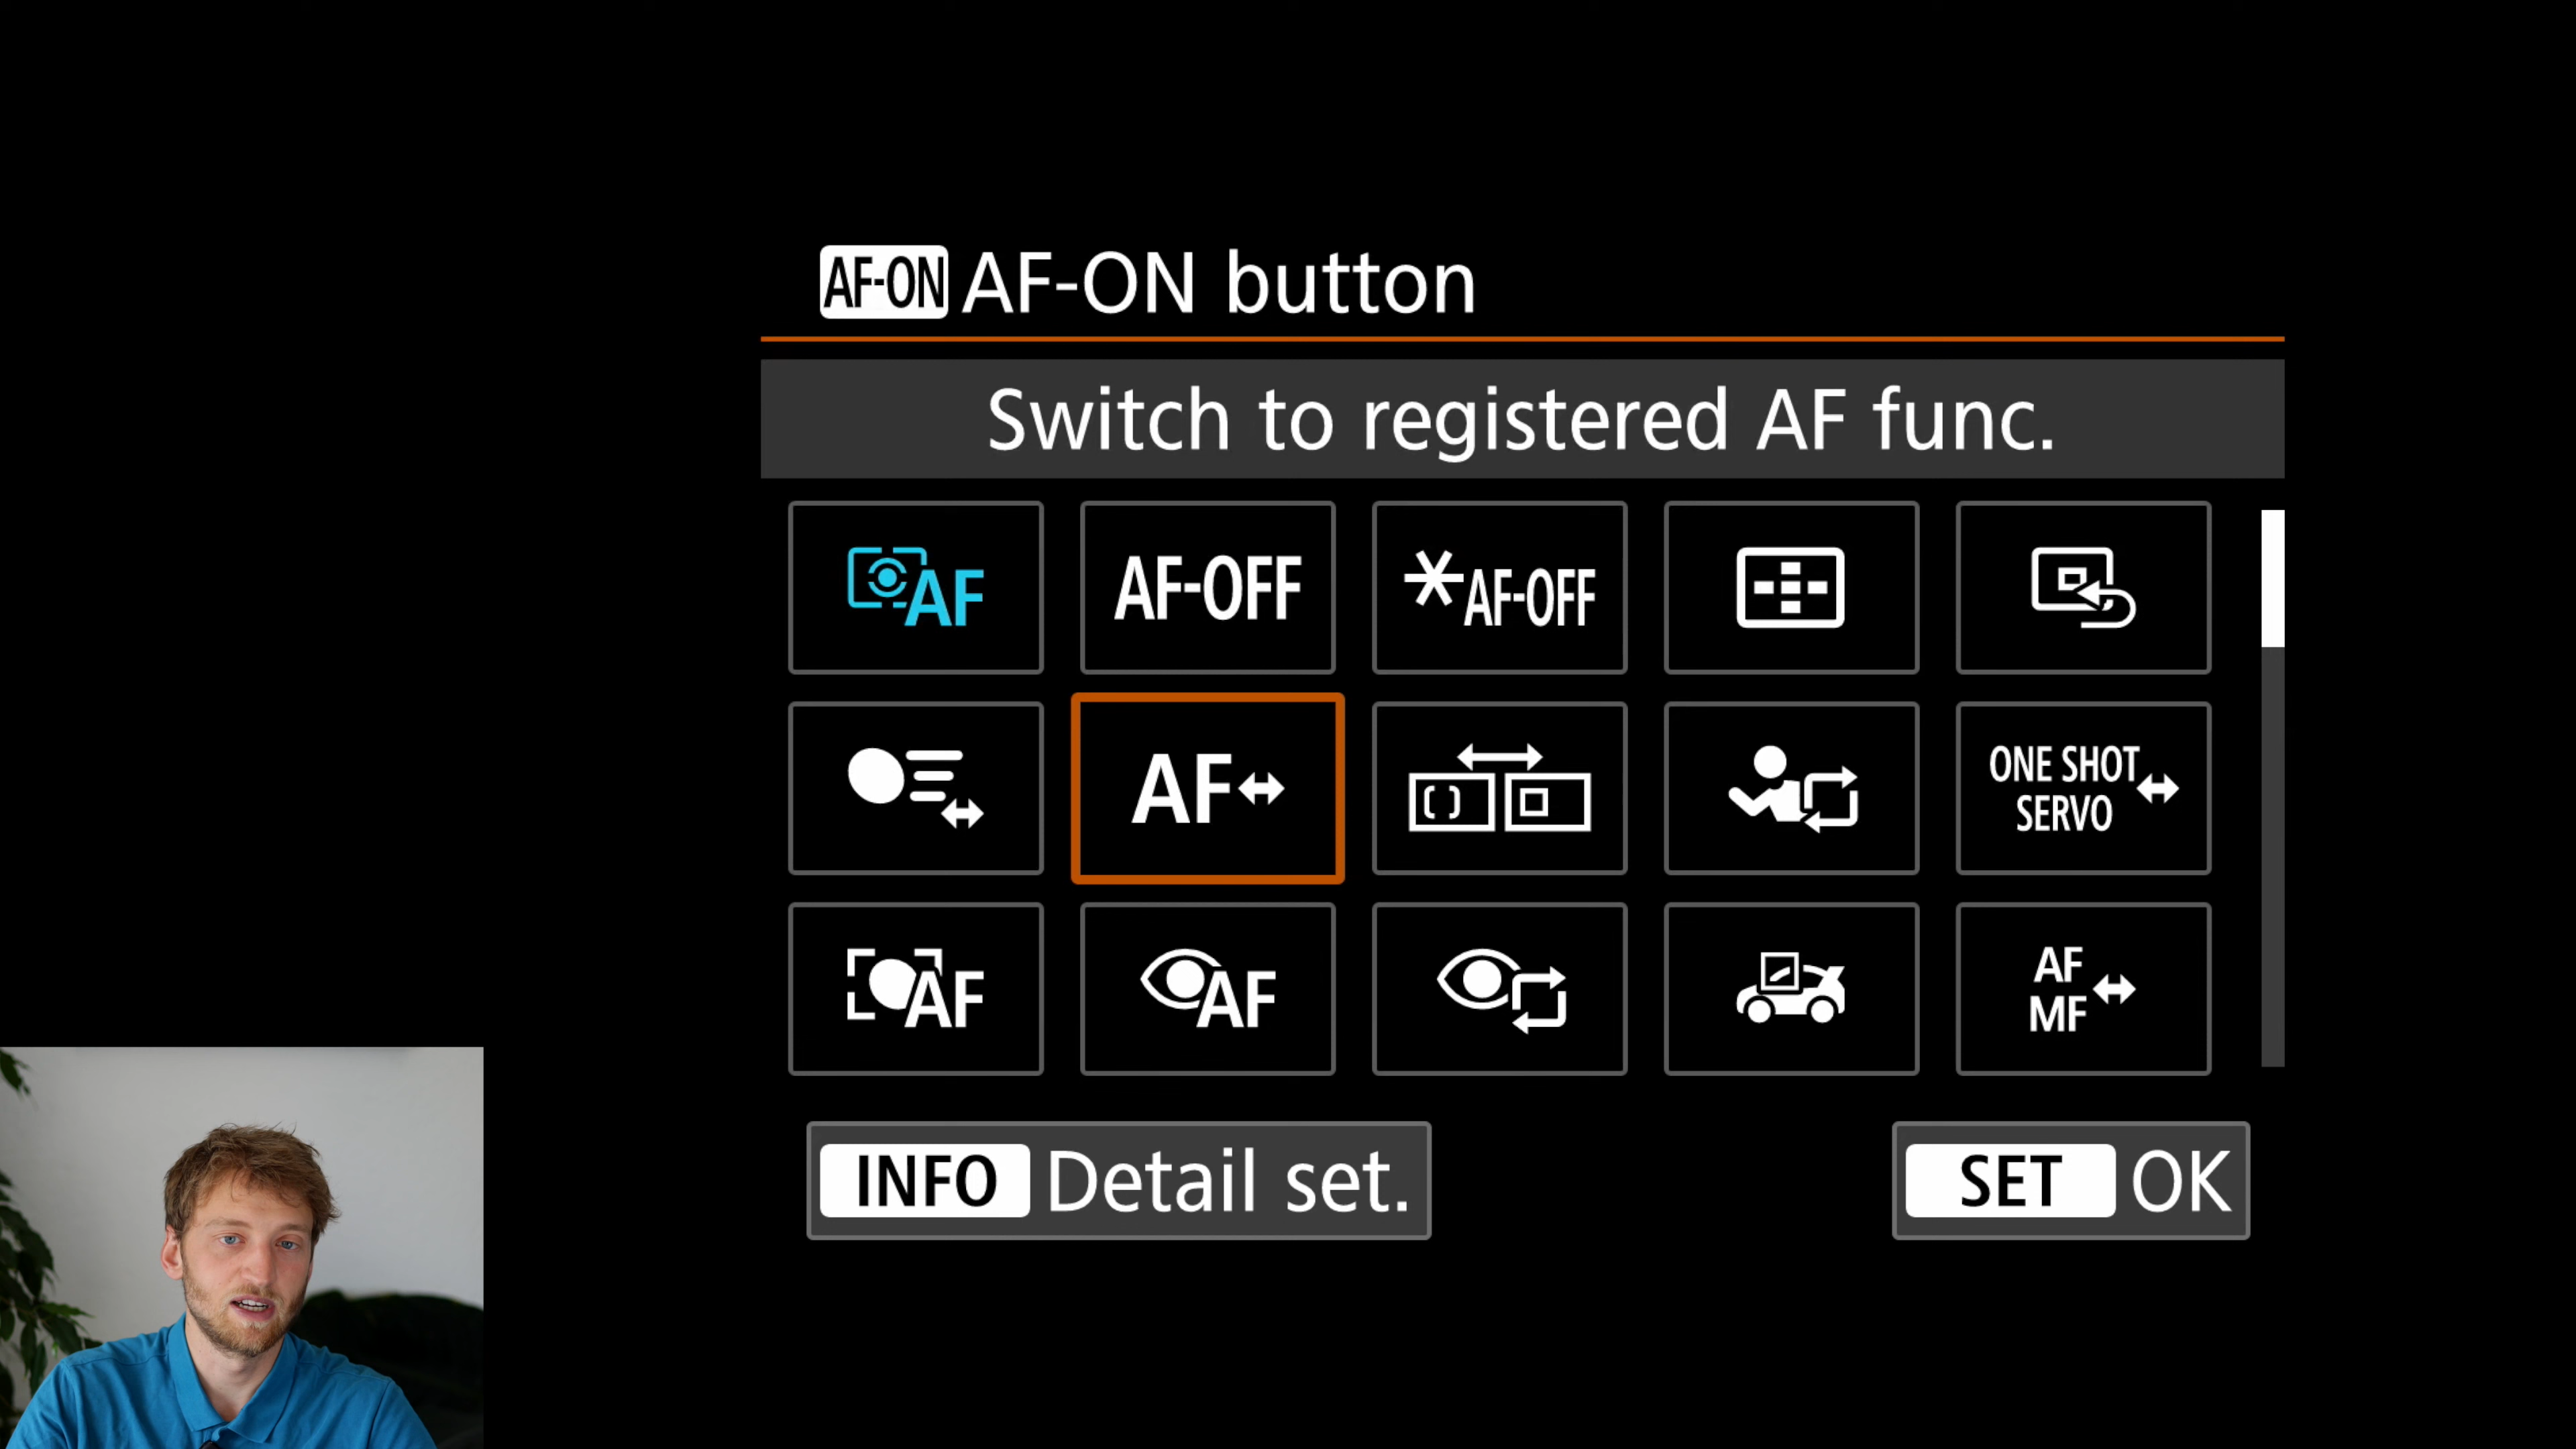 AF-ON AF-ON button
Switch to registered AF func.
AF AF-OFF *AF-OFF
AF ONE SHOT
SERVO
AF AF AF
MF
INFO Detail set. SET OK